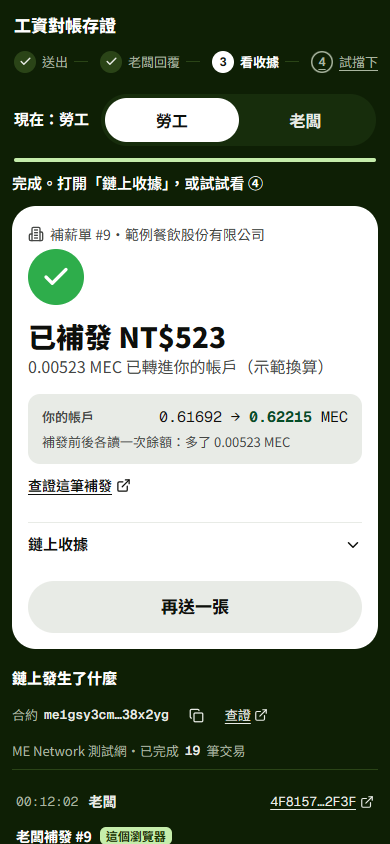 工資對帳存證
送出 老闆回覆 3 看收據 4 試擋下
現在：勞工 勞工 老闆
完成。打開「鏈上收據」，或試試看 ④
補薪單 #9・範例餐飲股份有限公司
已補發 NT$523
0.00523 MEC 已轉進你的帳戶（示範換算）
你的帳戶 0.61692 → 0.62215 MEC
補發前後各讀一次餘額：多了 0.00523 MEC
查證這筆補發
鏈上收據
再送一張
鏈上發生了什麼
合約 me1gsy3cm…38x2yg 查證
ME Network 測試網・已完成 19 筆交易
00:12:02 老闆 4F8157…2F3F
老闆補發 #9 這個瀏覽器